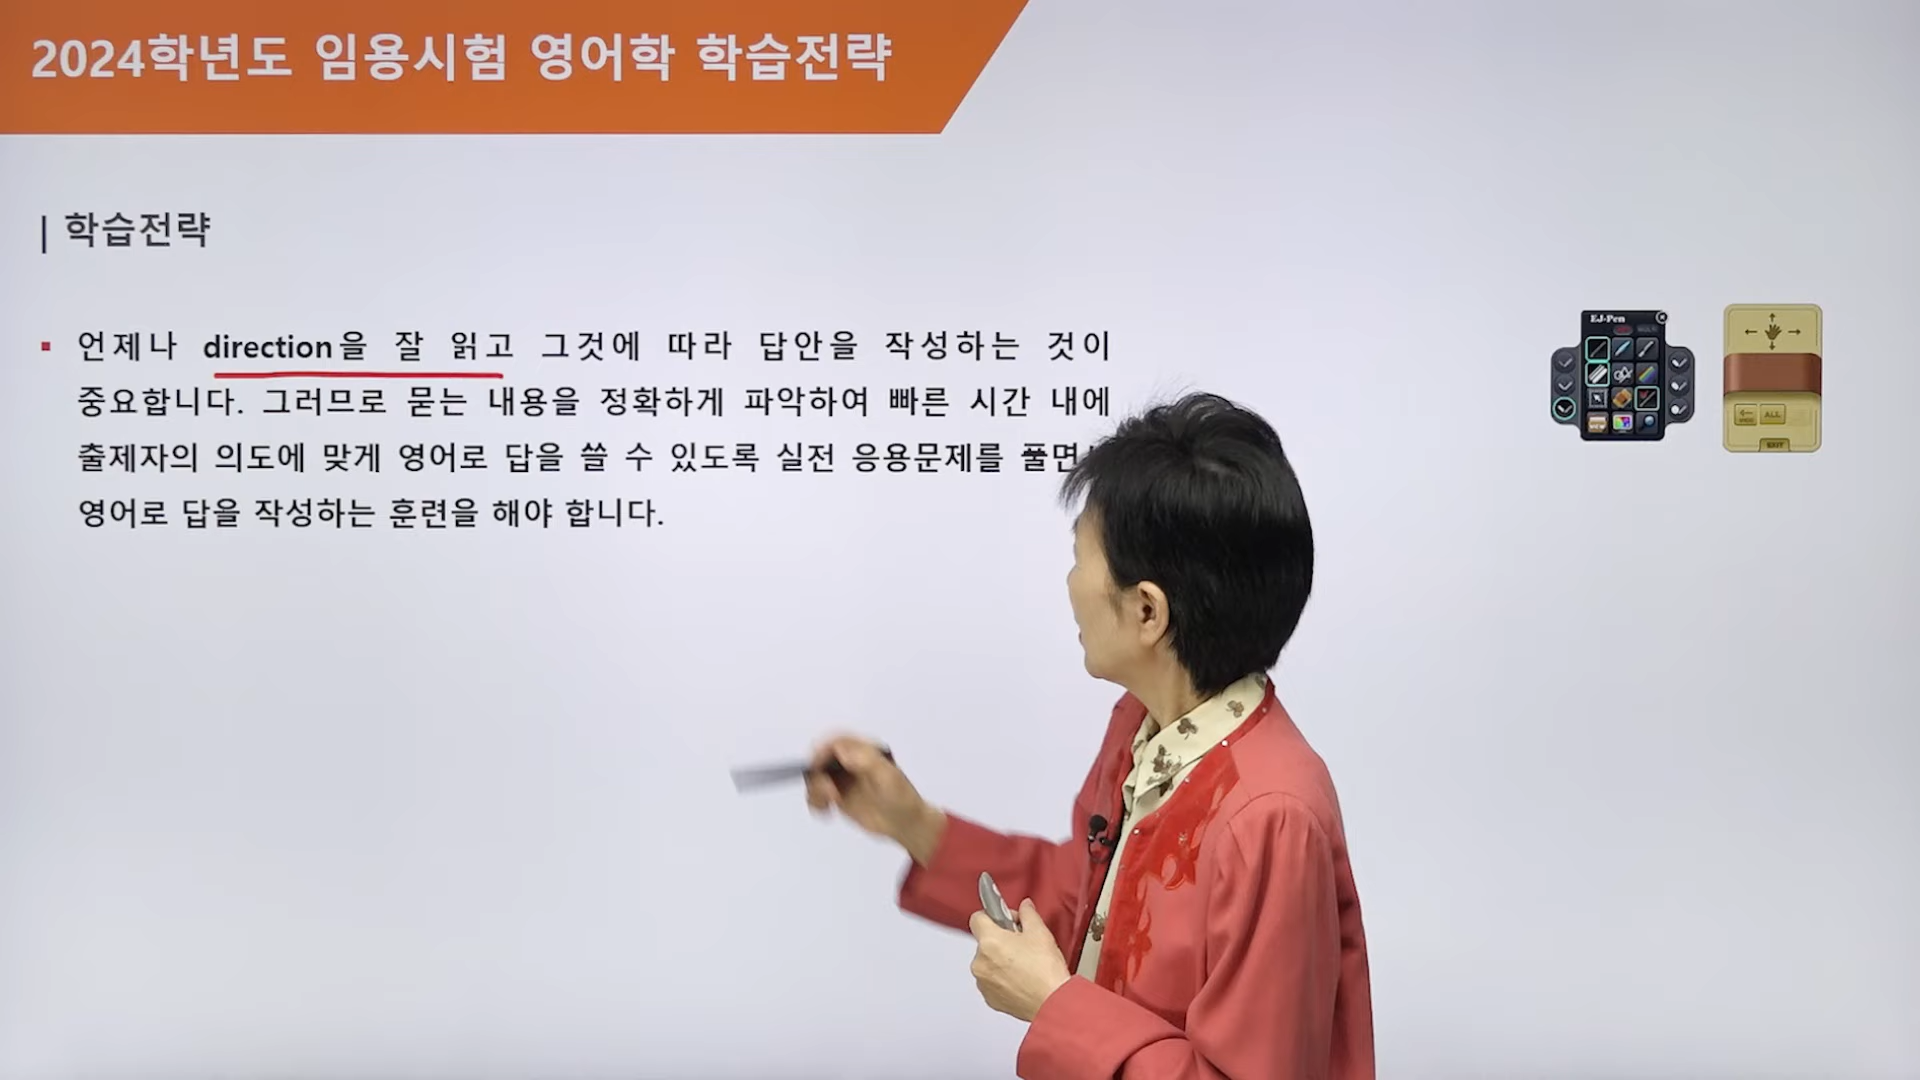 2024학년도 임용시험 영어학 학습전략
| 학습전략
▪ 언제나 direction을 잘 읽고 그것에 따라 답안을 작성하는 것이
중요합니다. 그러므로 묻는 내용을 정확하게 파악하여 빠른 시간 내에
출제자의 의도에 맞게 영어로 답을 쓸 수 있도록 실전 응용문제를 풀면
영어로 답을 작성하는 훈련을 해야 합니다.
EJ-Pen
ALL
EXIT